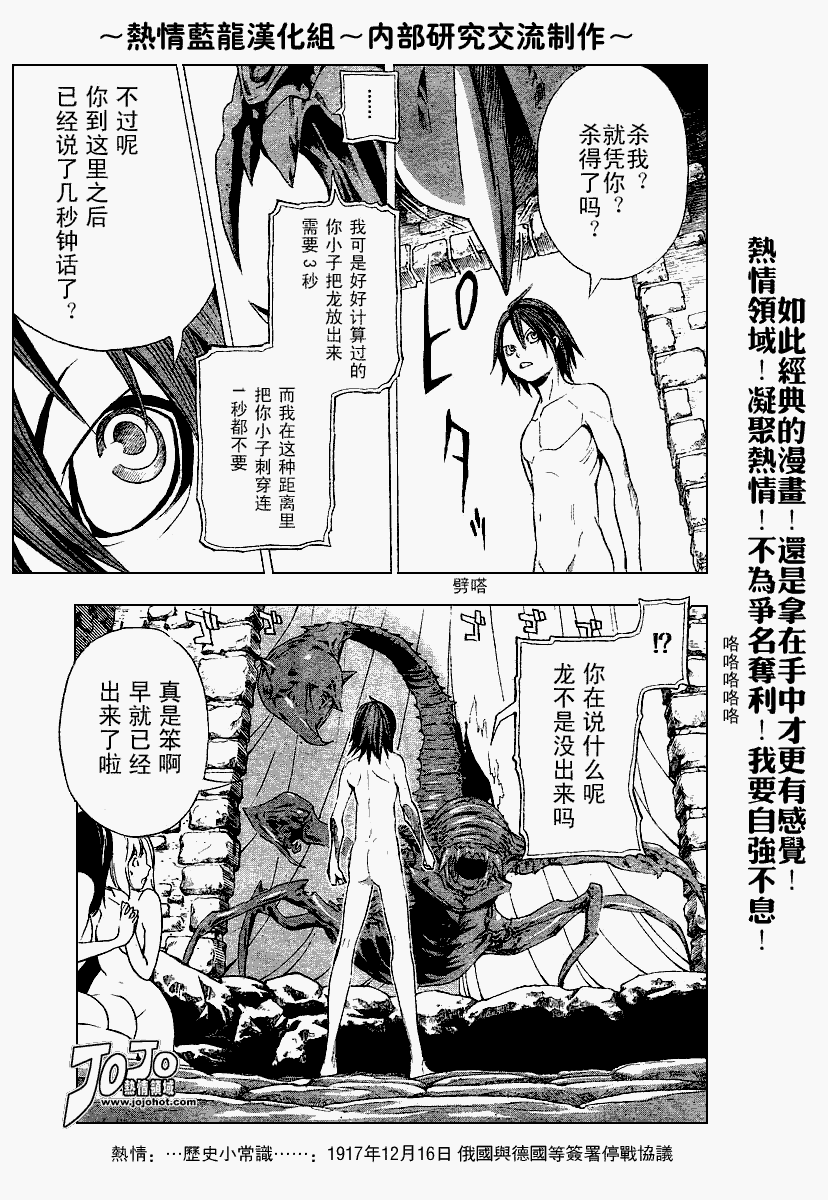 ～熱情藍龍漢化組～内部研究交流制作～
杀我？
就凭你？
杀得了吗？
ピタ
劈嗒
……
我可是好好计算过的
你小子把龙放出来
需要3秒
而我在这种距离里
把你小子刺穿连
1秒都不要
不过呢
你到这里之后
已经说了几秒钟话了？
!?
你在说什么呢
龙不是没出来吗
咯咯咯咯咯
真是笨啊
早就已经
出来了啦
如此經典的漫畫！還是拿在手中才更有感覺！
熱情領域！凝聚熱情！不為爭名奪利！我要自強不息！
JOJO
熱情領域
www.jojohot.com
熱情：…歷史小常識……：1917年12月16日 俄國與德國等簽署停戰協議